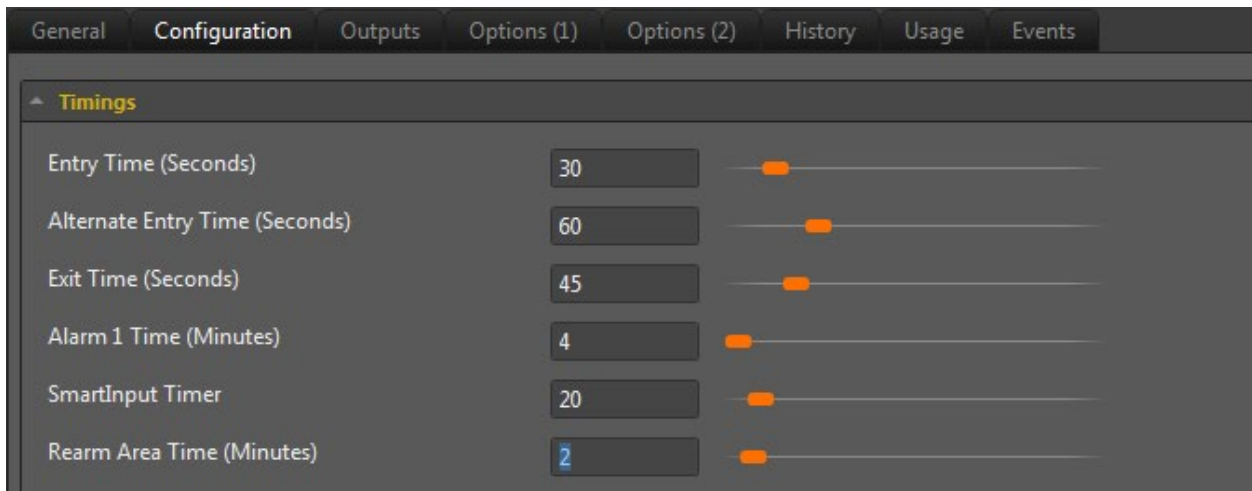 General Configuration Outputs Options (1) Options (2) History Usage Events
Timings
Entry Time (Seconds) 30
Alternate Entry Time (Seconds) 60
Exit Time (Seconds) 45
Alarm 1 Time (Minutes) 4
SmartInput Timer 20
Rearm Area Time (Minutes) 2